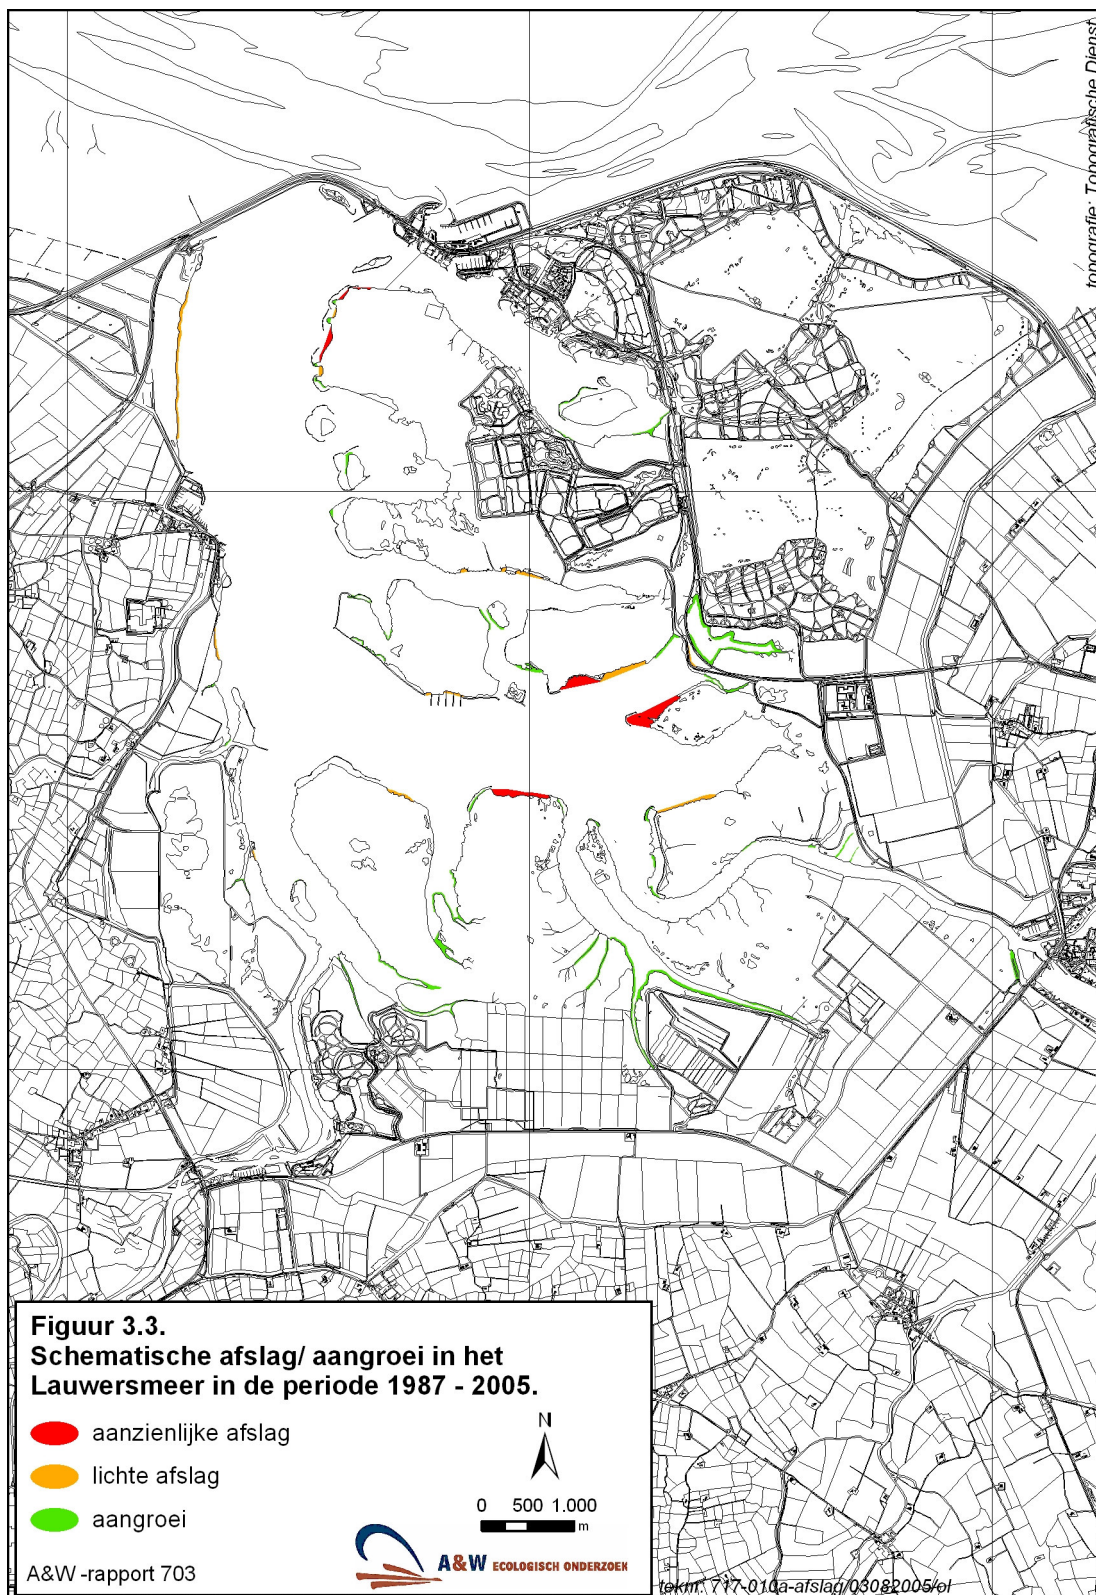 topografie: Topografische Dienst
Figuur 3.3.
Schematische afslag/ aangroei in het
Lauwersmeer in de periode 1987 - 2005.
aanzienlijke afslag
lichte afslag
aangroei
N
0 500 1.000
m
A&W -rapport 703
A&W ECOLOGISCH ONDERZOEK
teknr. 717-010a-afslag/03082005/ol